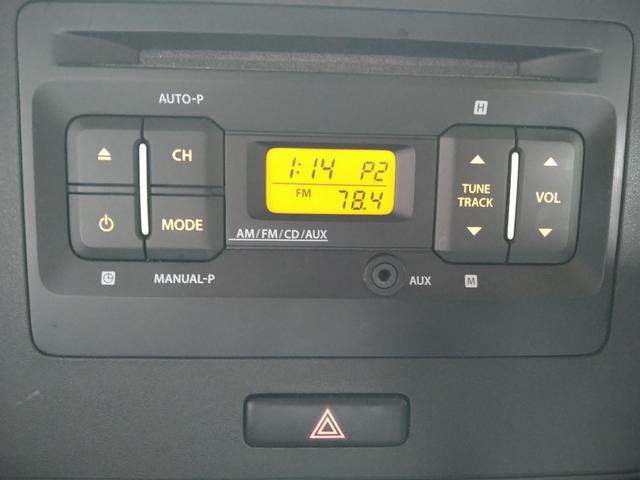 AUTO-P
H
CH
1:14 P2
FM
78.4
TUNE
TRACK
VOL
MODE
AM/FM/CD/AUX
MANUAL-P
AUX
M